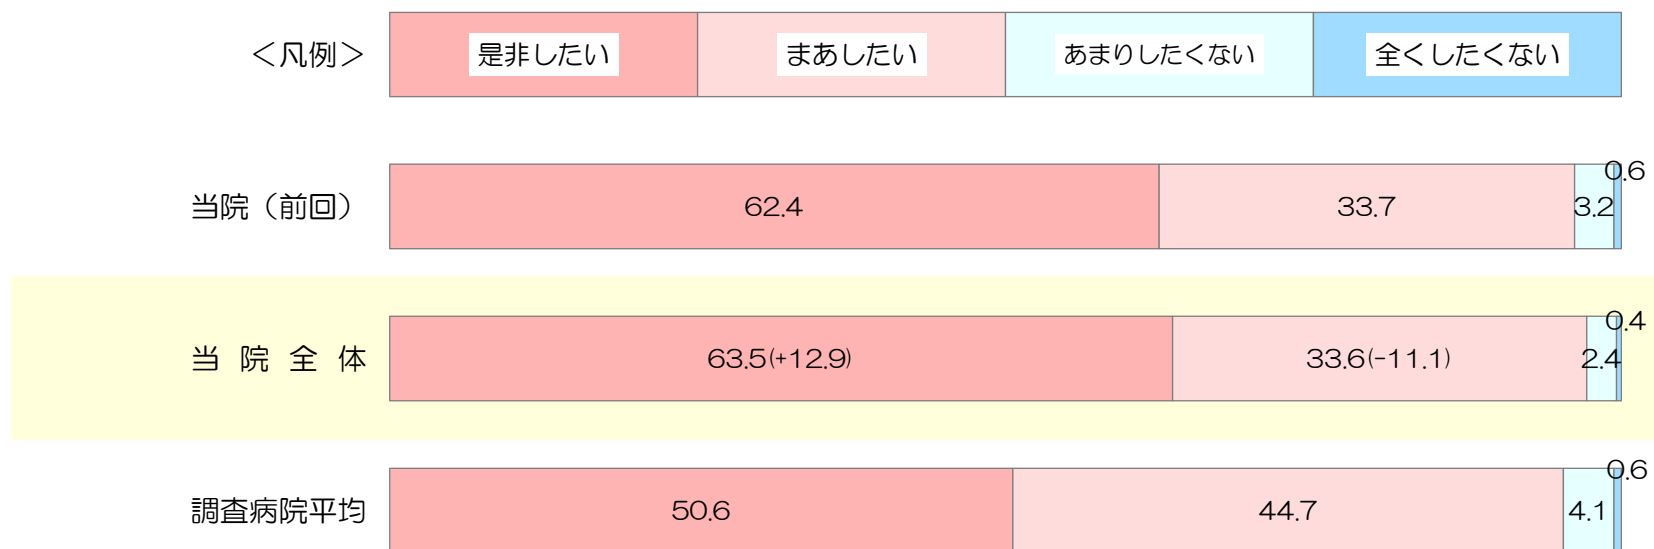 ＜凡例＞ 是非したい まあしたい あまりしたくない 全くしたくない
当院（前回） 62.4 33.7 3.2 0.6
当院全体 63.5(+12.9) 33.6(-11.1) 2.4 0.4
調査病院平均 50.6 44.7 4.1 0.6